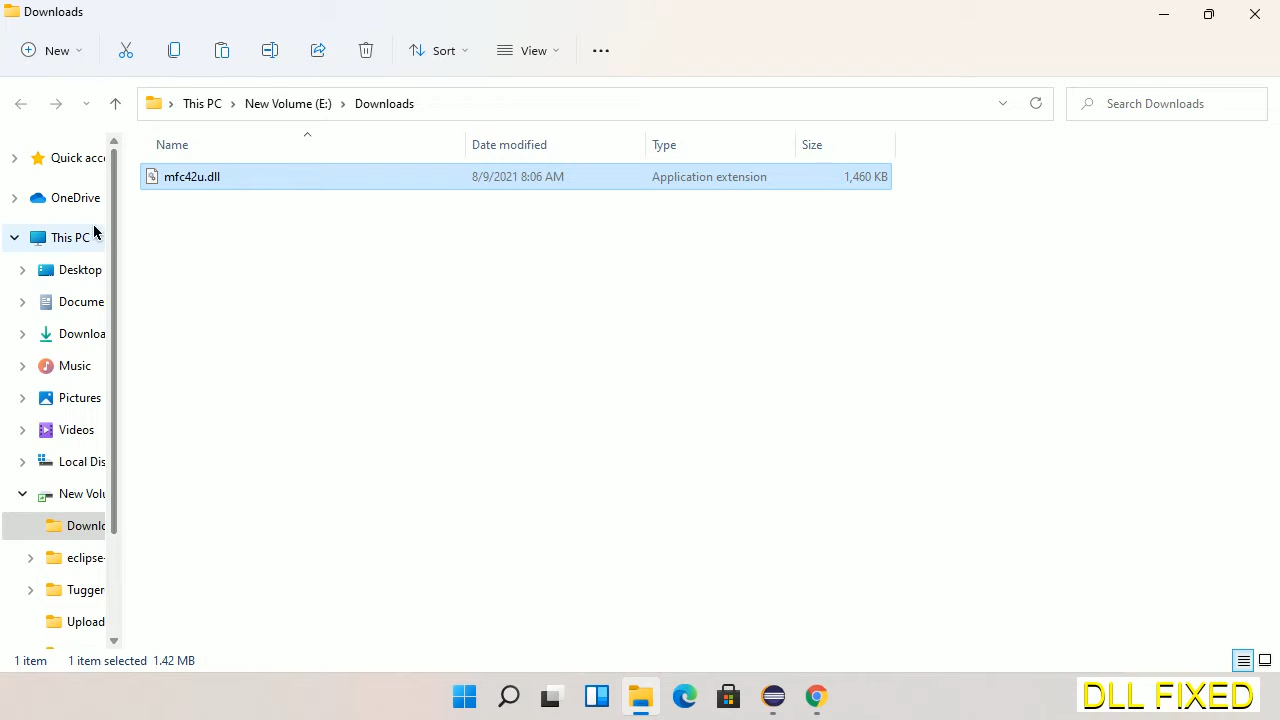 Downloads
New
Sort
View
This PC
New Volume (E:)
Downloads
Search Downloads
Name
Date modified
Type
Size
mfc42u.dll
8/9/2021 8:06 AM
Application extension
1,460 KB
Quick acc
OneDrive
This PC
Desktop
Docume
Downloa
Music
Pictures
Videos
Local Dis
New Volu
Downlo
eclipse-
Tugger
Upload
1 item
1 item selected 1.42 MB
DLL FIXED